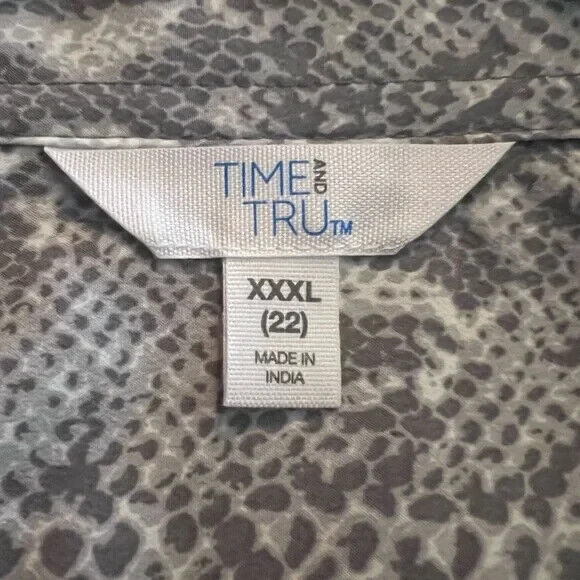 TIME AND
TRU™
XXXL
(22)
MADE IN
INDIA